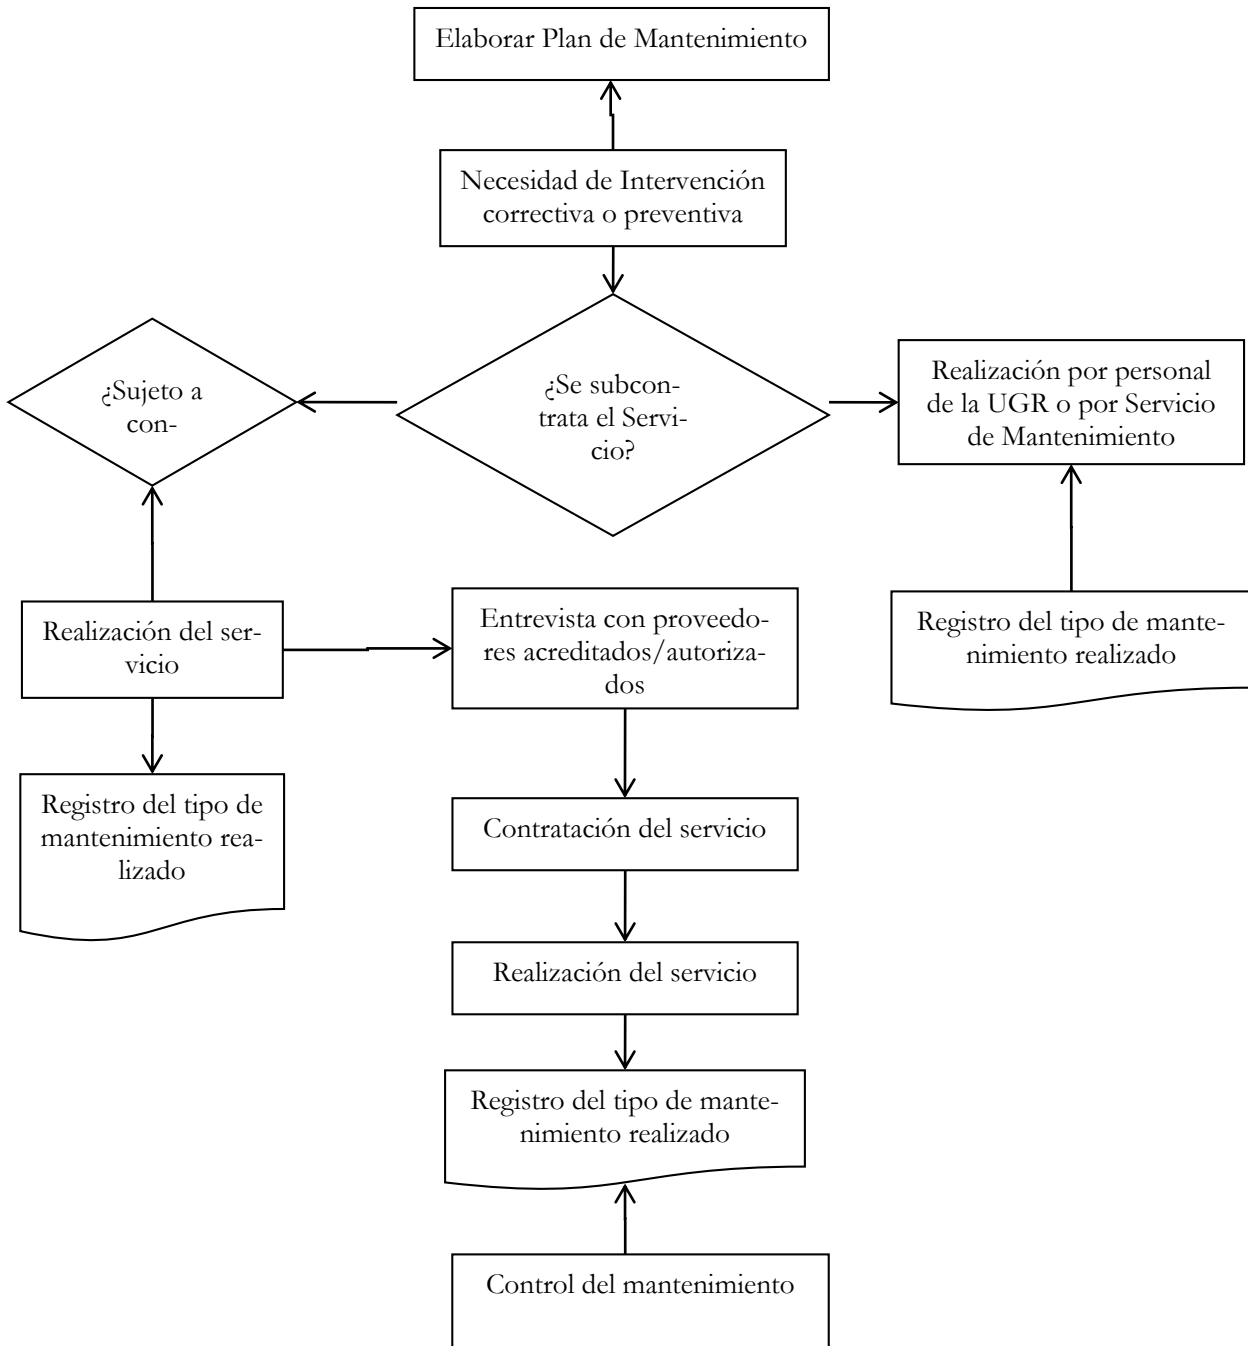 Elaborar Plan de Mantenimiento
Necesidad de Intervención
correctiva o preventiva
¿Sujeto a
con-
¿Se subcon-
trata el Servi-
cio?
Realización por personal
de la UGR o por Servicio
de Mantenimiento
Realización del ser-
vicio
Entrevista con proveedo-
res acreditados/autoriza-
dos
Registro del tipo de mante-
nimiento realizado
Registro del tipo de
mantenimiento rea-
lizado
Contratación del servicio
Realización del servicio
Registro del tipo de mante-
nimiento realizado
Control del mantenimiento